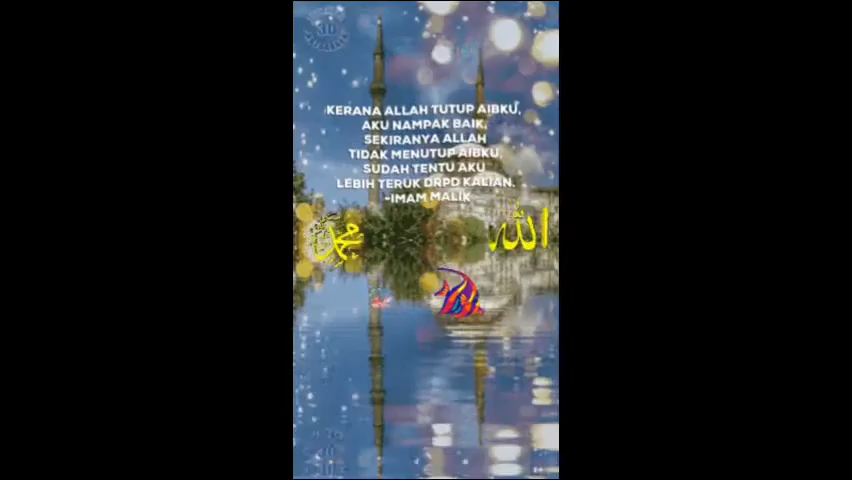 KERANA ALLAH TUTUP AIBKU,
AKU NAMPAK BAIK,
SEKIRANYA ALLAH
TIDAK MENUTUP AIBKU,
SUDAH TENTU AKU
LEBIH TERUK DRPD KALIAN.
-IMAM MALIK
محمد
الله